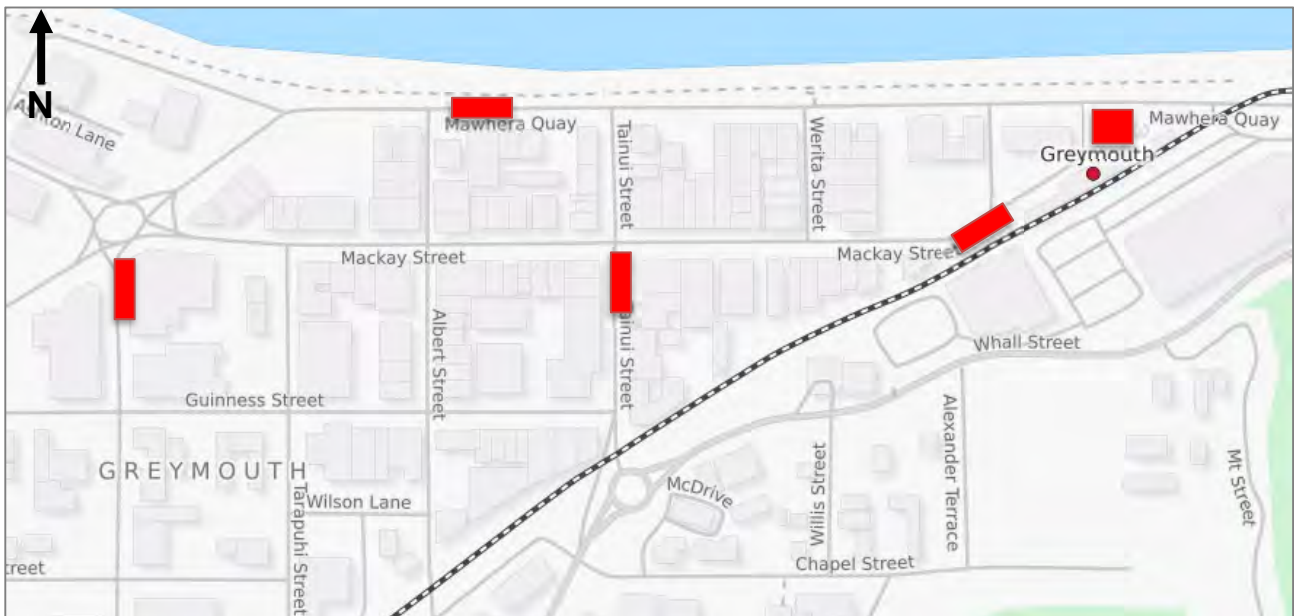 N
Lane
Mawhera Quay
Tainui Street
Werita Street
Mawhera Quay
Greymouth
Mackay Street
Mackay Street
ainui Street
Albert Street
Whall Street
Guinness Street
Alexander Terrace
GREYMOUTH
McDrive
Willis Street
Mt Street
Wilson Lane
Tarapuhi Street
Chapel Street
treet